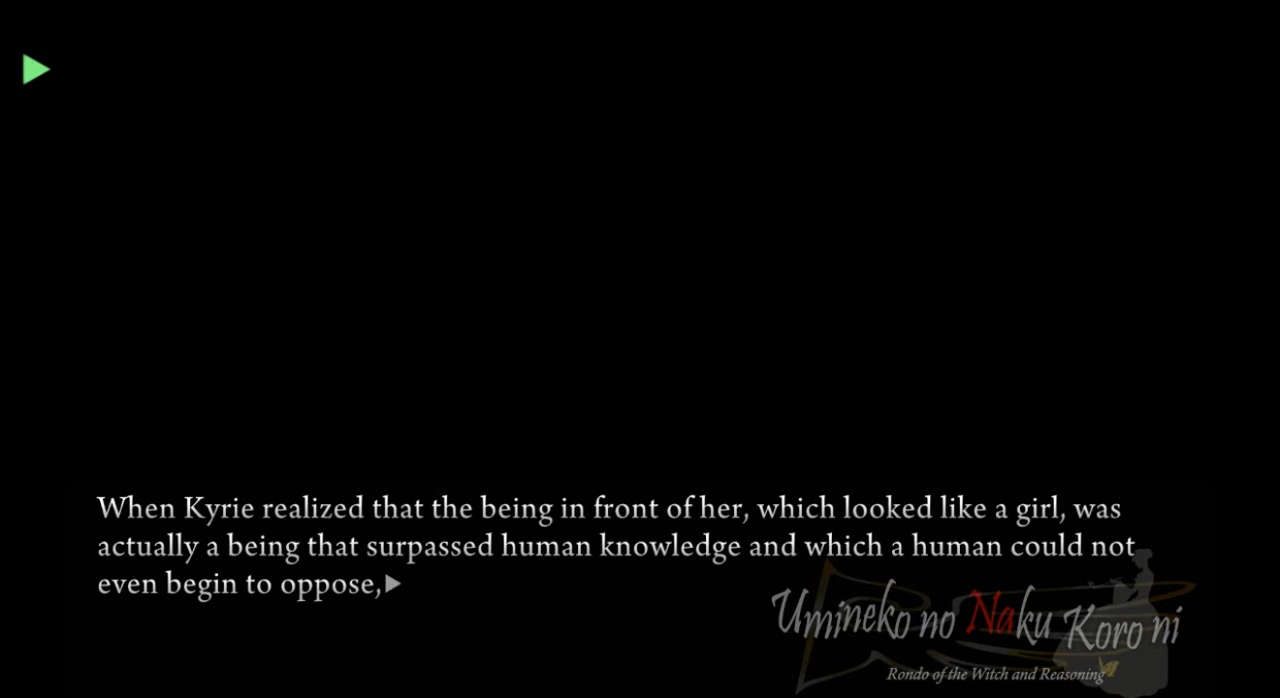 When Kyrie realized that the being in front of her, which looked like a girl, was
actually a being that surpassed human knowledge and which a human could not
even begin to oppose,
Umineko no Naku Koro ni
Rondo of the Witch and Reasoning